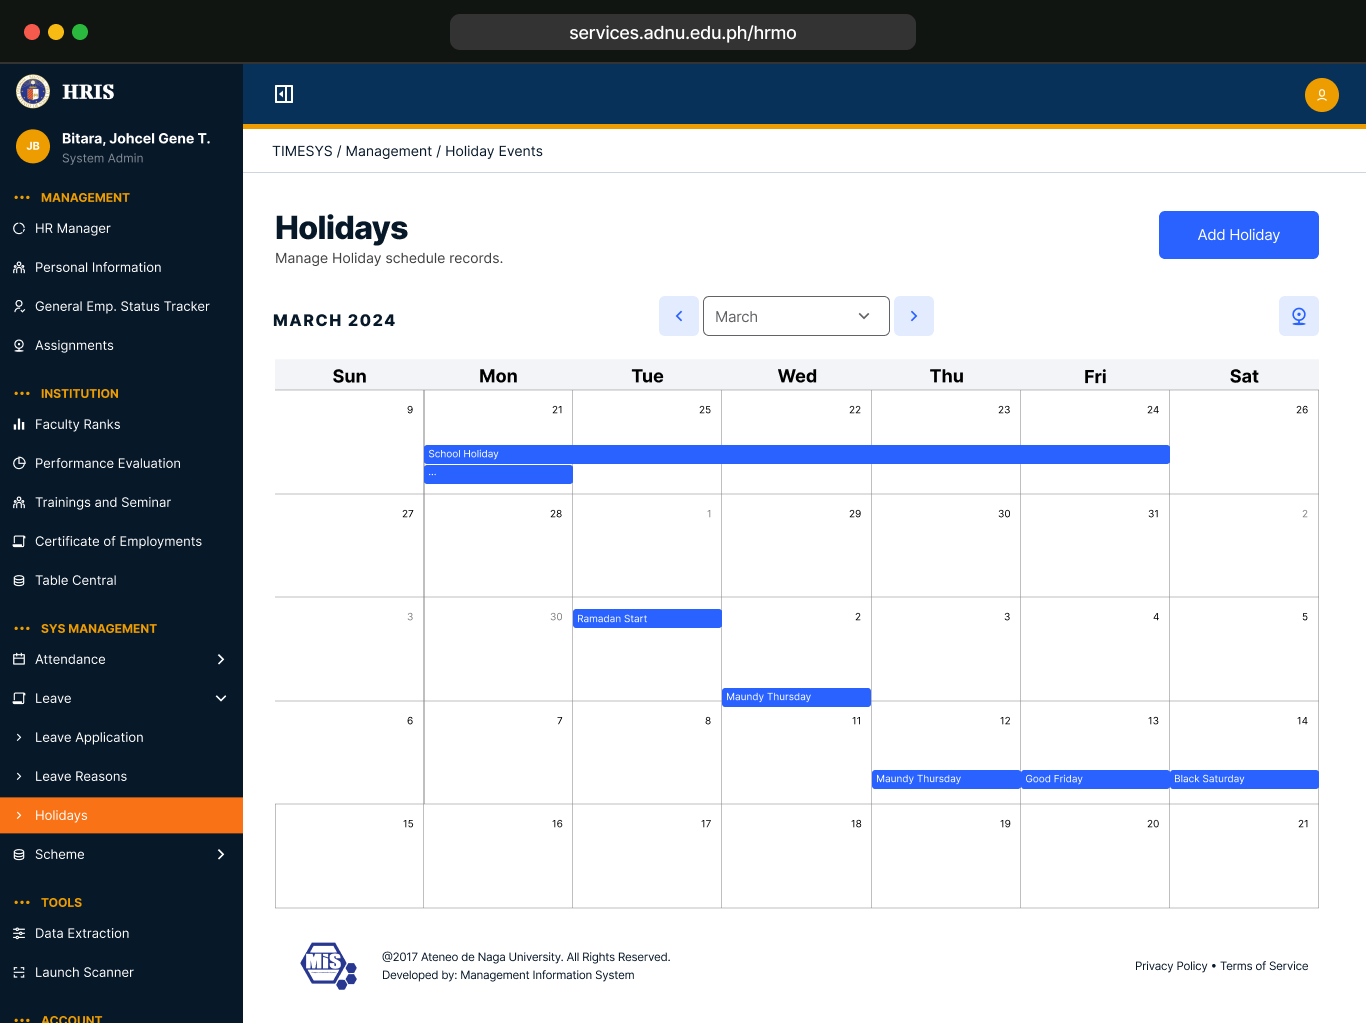 services.adnu.edu.ph/hrmo
HRIS
JB
Bitara, Johcel Gene T.
System Admin
MANAGEMENT
HR Manager
Personal Information
General Emp. Status Tracker
Assignments
INSTITUTION
Faculty Ranks
Performance Evaluation
Trainings and Seminar
Certificate of Employments
Table Central
SYS MANAGEMENT
Attendance
Leave
Leave Application
Leave Reasons
Holidays
Scheme
TOOLS
Data Extraction
Launch Scanner
ACCOUNT
TIMESYS / Management / Holiday Events
Holidays
Manage Holiday schedule records.
Add Holiday
MARCH 2024
March
Sun Mon Tue Wed Thu Fri Sat
9 21 25 22 23 24 26
School Holiday
...
27 28 1 29 30 31 2
3 30 Ramadan Start 2 3 4 5
Maundy Thursday
6 7 8 11 12 13 14
Maundy Thursday Good Friday Black Saturday
15 16 17 18 19 20 21
MiS
@2017 Ateneo de Naga University. All Rights Reserved.
Developed by: Management Information System
Privacy Policy • Terms of Service